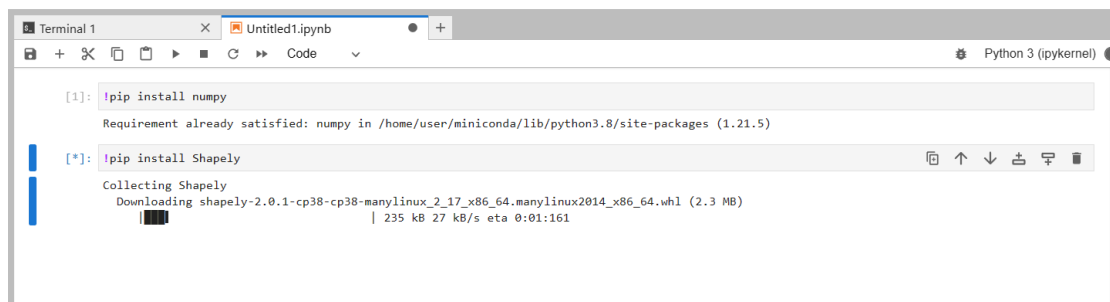 Terminal 1
Untitled1.ipynb
Code
Python 3 (ipykernel)
[1]: !pip install numpy
Requirement already satisfied: numpy in /home/user/miniconda/lib/python3.8/site-packages (1.21.5)
[*]: !pip install Shapely
Collecting Shapely
Downloading shapely-2.0.1-cp38-cp38-manylinux_2_17_x86_64.manylinux2014_x86_64.whl (2.3 MB)
|███▌ | 235 kB 27 kB/s eta 0:01:161